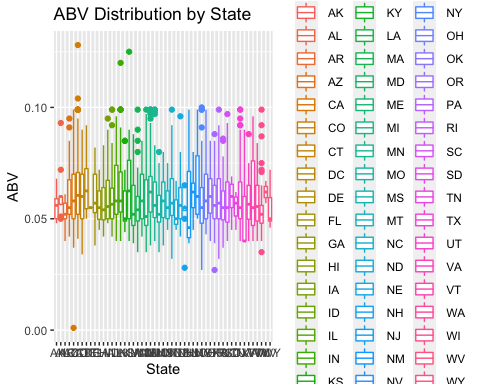 ABV Distribution by State
ABV
0.10
0.05
0.00
State
AK
AL
AR
AZ
CA
CO
CT
DC
DE
FL
GA
HI
IA
ID
IL
IN
KS
KY
LA
MA
MD
ME
MI
MN
MO
MS
MT
NC
ND
NE
NH
NJ
NM
NV
NY
OH
OK
OR
PA
RI
SC
SD
TN
TX
UT
VA
VT
WA
WI
WV
WY